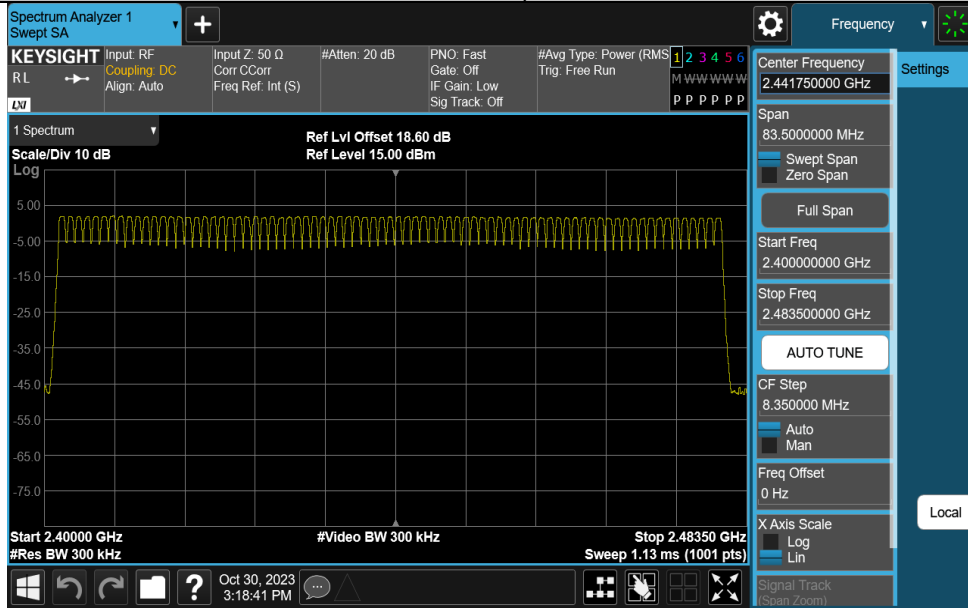 Spectrum Analyzer 1
Swept SA
Frequency
KEYSIGHT
RL
LXI
Input: RF
Coupling: DC
Align: Auto
Input Z: 50 Ω
Corr CCorr
Freq Ref: Int (S)
#Atten: 20 dB
PNO: Fast
Gate: Off
IF Gain: Low
Sig Track: Off
#Avg Type: Power (RMS
Trig: Free Run
1 2 3 4 5 6
M W W W W W
P P P P P P
1 Spectrum
Scale/Div 10 dB
Ref Lvl Offset 18.60 dB
Ref Level 15.00 dBm
Log
5.00
-5.00
-15.0
-25.0
-35.0
-45.0
-55.0
-65.0
-75.0
Start 2.40000 GHz
#Video BW 300 kHz
Stop 2.48350 GHz
#Res BW 300 kHz
Sweep 1.13 ms (1001 pts)
Center Frequency
2.441750000 GHz
Settings
Span
83.5000000 MHz
Swept Span
Zero Span
Full Span
Start Freq
2.400000000 GHz
Stop Freq
2.483500000 GHz
AUTO TUNE
CF Step
8.350000 MHz
Auto
Man
Freq Offset
0 Hz
X Axis Scale
Log
Lin
Local
Signal Track
(Span Zoom)
?
Oct 30, 2023
3:18:41 PM